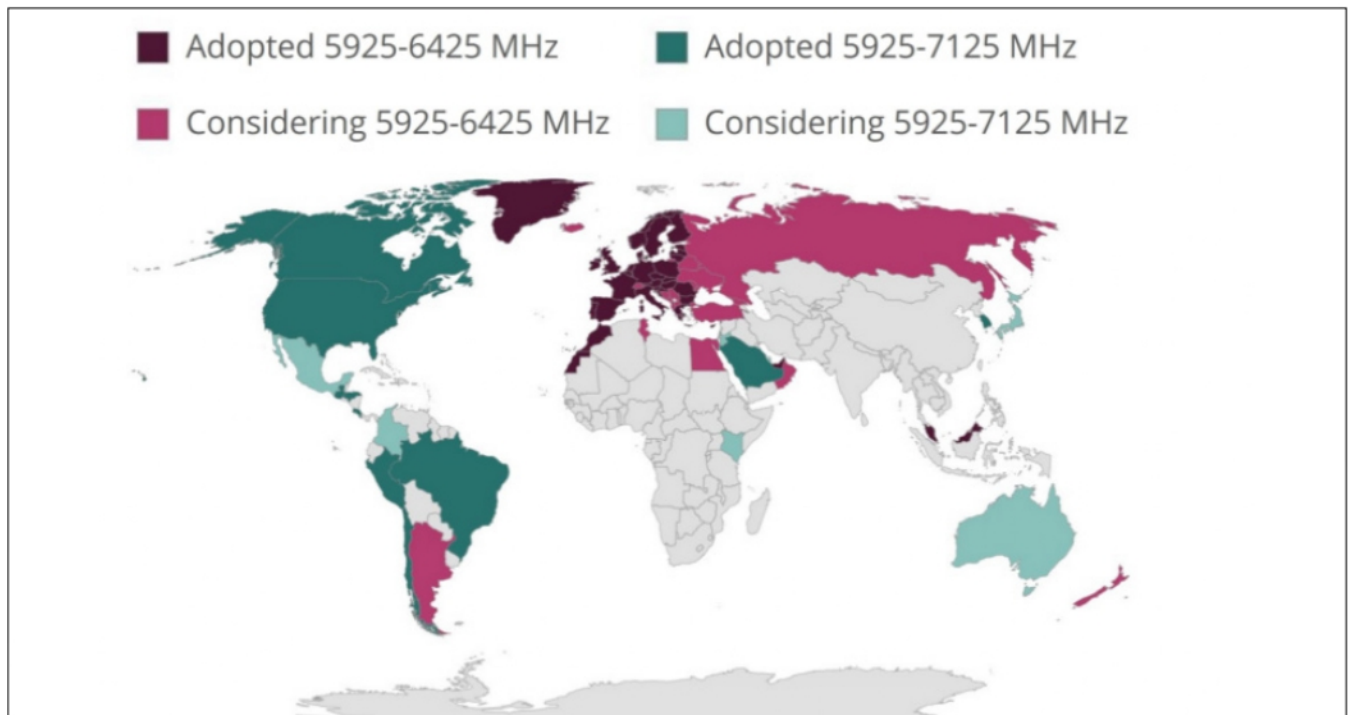 Adopted 5925-6425 MHz
Adopted 5925-7125 MHz
Considering 5925-6425 MHz
Considering 5925-7125 MHz